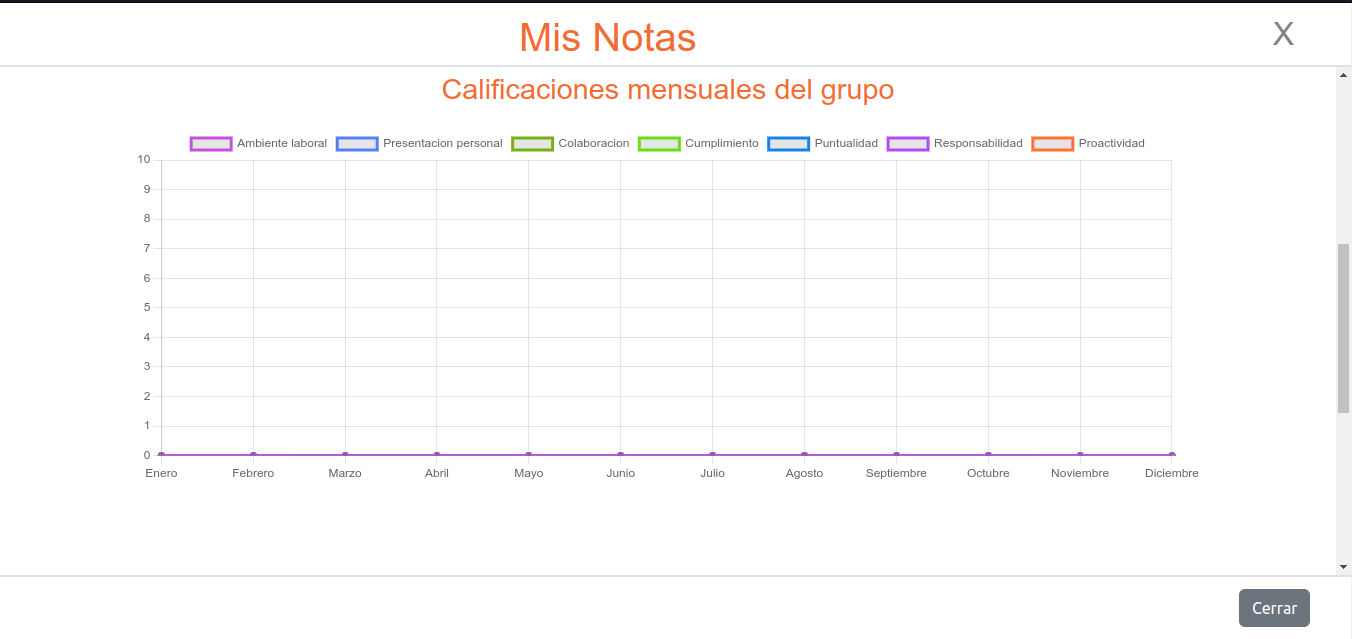 Mis Notas
X
Calificaciones mensuales del grupo
Ambiente laboral Presentacion personal Colaboracion Cumplimiento Puntualidad Responsabilidad Proactividad
10
9
8
7
6
5
4
3
2
1
0
Enero Febrero Marzo Abril Mayo Junio Julio Agosto Septiembre Octubre Noviembre Diciembre
Cerrar